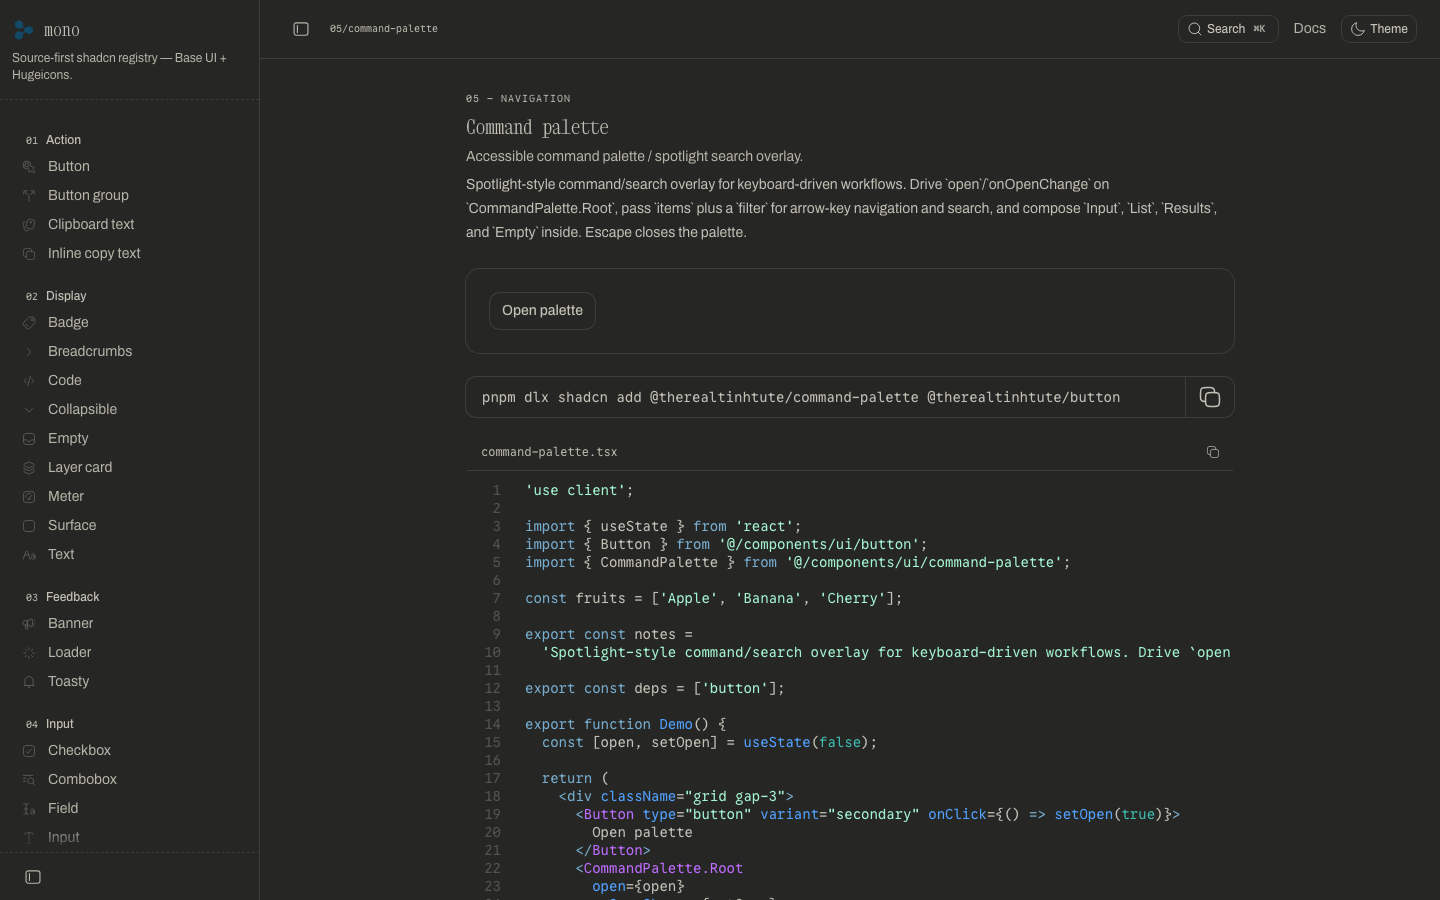 mono
Source-first shadcn registry — Base UI +
Hugeicons.
01 Action
Button
Button group
Clipboard text
Inline copy text
02 Display
Badge
Breadcrumbs
Code
Collapsible
Empty
Layer card
Meter
Surface
Text
03 Feedback
Banner
Loader
Toasty
04 Input
Checkbox
Combobox
Field
Input
05/command-palette
Search ⌘K
Docs
Theme
05 — NAVIGATION
Command palette
Accessible command palette / spotlight search overlay.
Spotlight-style command/search overlay for keyboard-driven workflows. Drive `open`/`onOpenChange` on
`CommandPalette.Root`, pass `items` plus a `filter` for arrow-key navigation and search, and compose `Input`, `List`, `Results`,
and `Empty` inside. Escape closes the palette.
Open palette
pnpm dlx shadcn add @therealtinhtute/command-palette @therealtinhtute/button
command-palette.tsx
1 'use client';
2
3 import { useState } from 'react';
4 import { Button } from '@/components/ui/button';
5 import { CommandPalette } from '@/components/ui/command-palette';
6
7 const fruits = ['Apple', 'Banana', 'Cherry'];
8
9 export const notes =
10 'Spotlight-style command/search overlay for keyboard-driven workflows. Drive `open
11
12 export const deps = ['button'];
13
14 export function Demo() {
15 const [open, setOpen] = useState(false);
16
17 return (
18 <div className="grid gap-3">
19 <Button type="button" variant="secondary" onClick={() => setOpen(true)}>
20 Open palette
21 </Button>
22 <CommandPalette.Root
23 open={open}